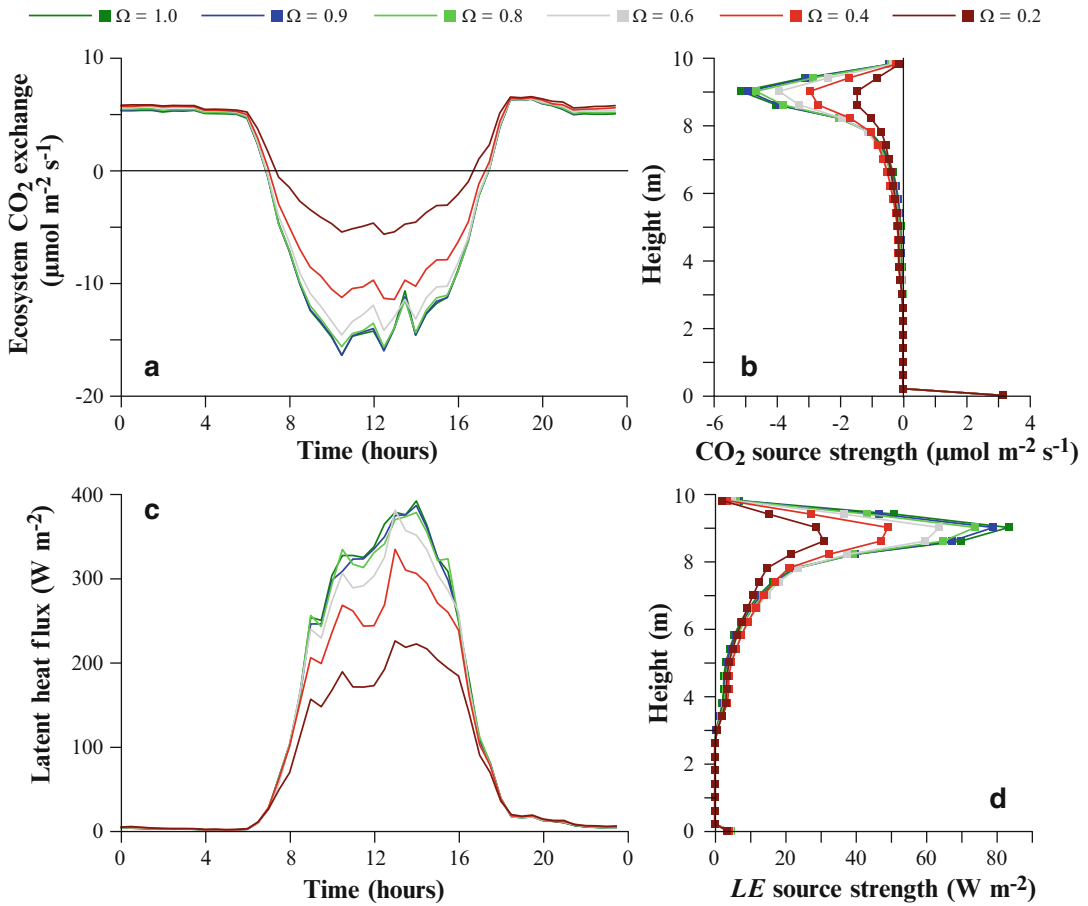 Ω = 1.0 Ω = 0.9 Ω = 0.8 Ω = 0.6 Ω = 0.4 Ω = 0.2
Ecosystem CO2 exchange
(μmol m-2 s-1)
10
0
-10
-20
a
0 4 8 12 16 20 0
Time (hours)
Height (m)
10
8
6
4
2
0
b
-6 -4 -2 0 2 4
CO2 source strength (μmol m-2 s-1)
Latent heat flux (W m-2)
400
300
200
100
0
c
0 4 8 12 16 20 0
Time (hours)
Height (m)
10
8
6
4
2
0
d
0 20 40 60 80
LE source strength (W m-2)